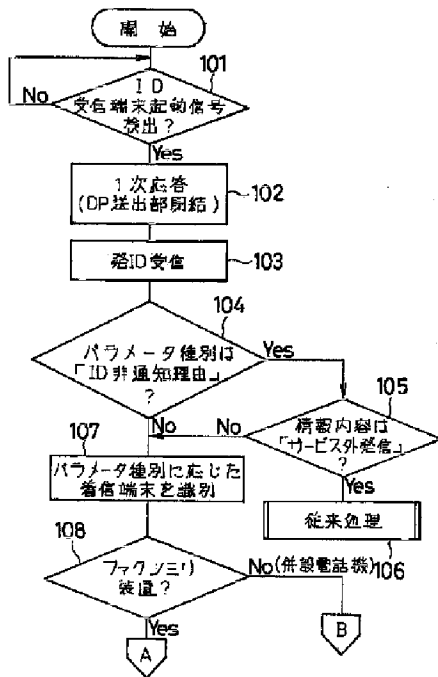 開始
101
ID
受信端末起動信号
検出?
No
Yes
1次応答
(DP送出部閉結)
102
発ID受信
103
104
パラメータ種別は
「ID非通知理由」
?
Yes
No
105
情報内容は
「サービス外発信」
?
No
Yes
従来処理
106
107
パラメータ種別に応じた
着信端末を識別
108
ファクシミリ
装置?
No(併設電話機)
Yes
A
B